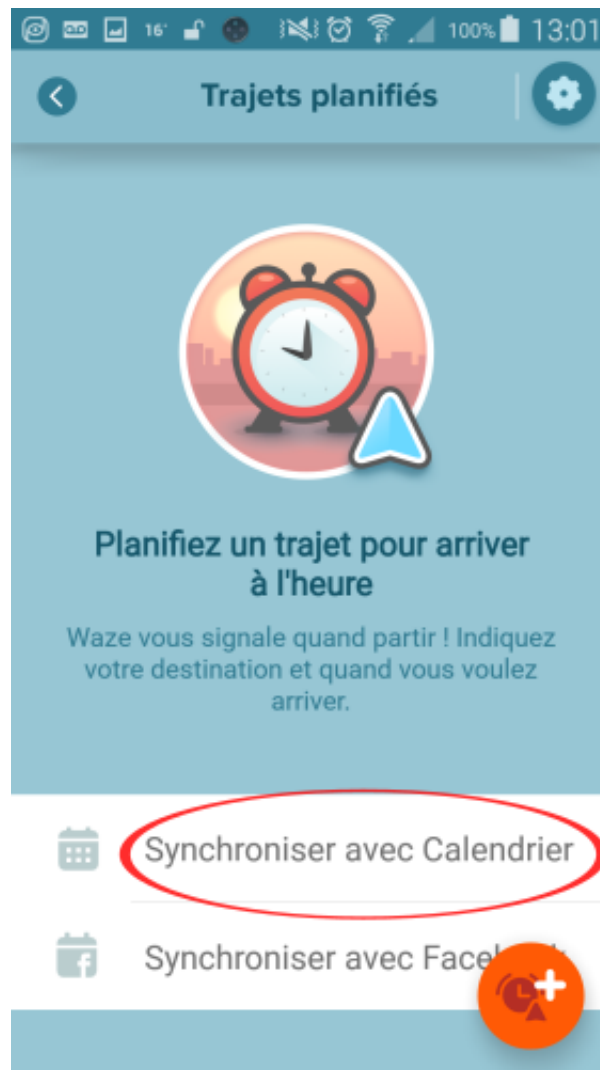 16° 100% 13:01
Trajets planifiés
Planifiez un trajet pour arriver
à l'heure
Waze vous signale quand partir ! Indiquez
votre destination et quand vous voulez
arriver.
Synchroniser avec Calendrier
Synchroniser avec